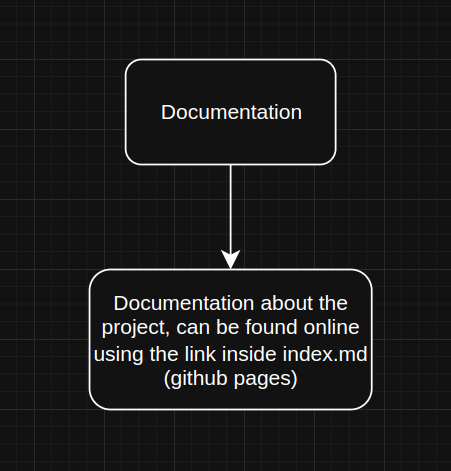 Documentation
Documentation about the
project, can be found online
using the link inside index.md
(github pages)